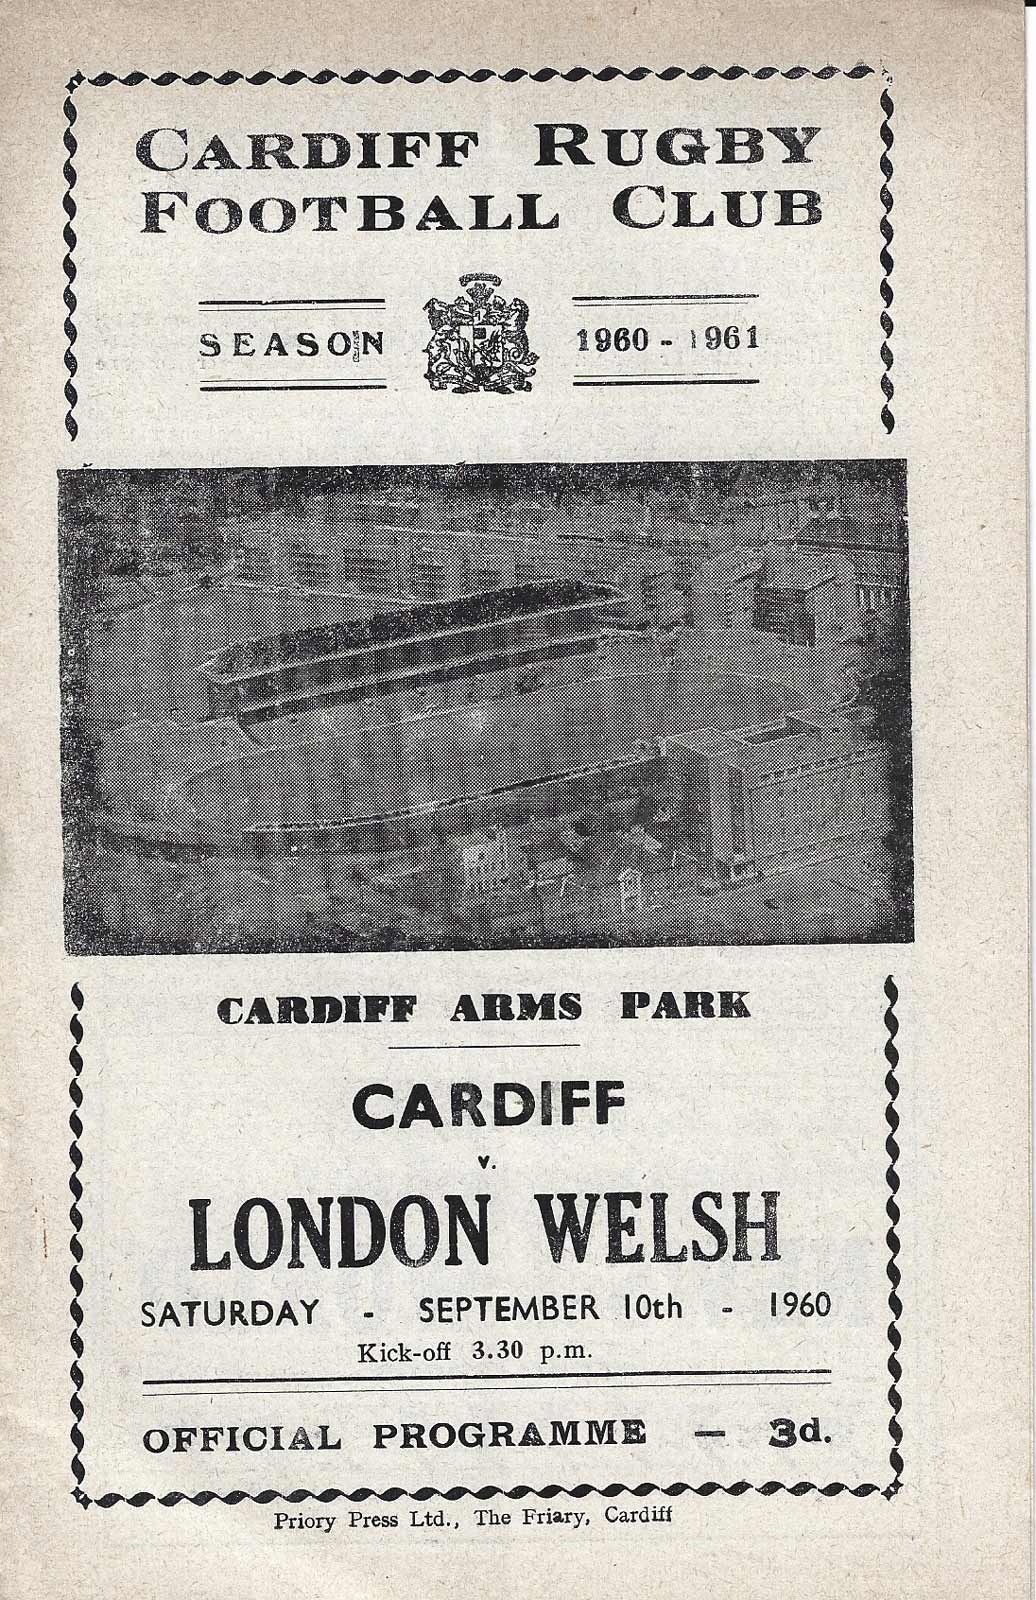 CARDIFF RUGBY
FOOTBALL CLUB
SEASON 1960 - 1961
CARDIFF ARMS PARK
CARDIFF
v.
LONDON WELSH
SATURDAY - SEPTEMBER 10th - 1960
Kick-off 3.30 p.m.
OFFICIAL PROGRAMME — 3d.
Priory Press Ltd., The Friary, Cardiff